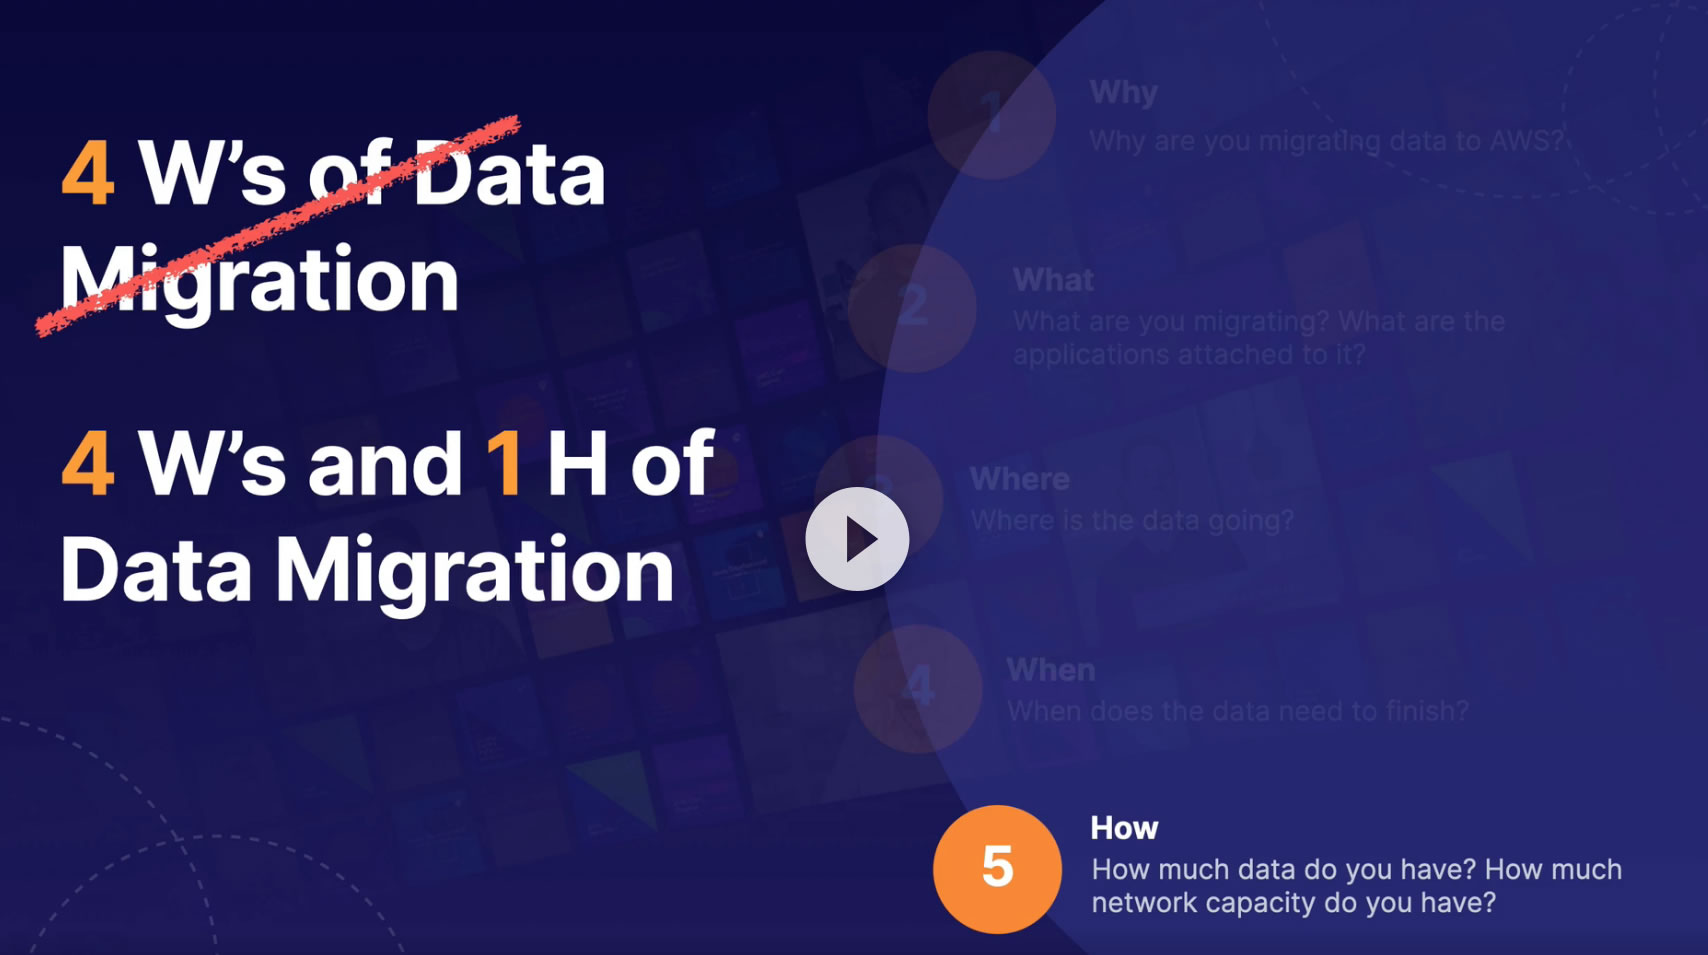 4 W’s of Data
Migration
4 W’s and 1 H of
Data Migration
1
Why
Why are you migrating data to AWS?
2
What
What are you migrating? What are the
applications attached to it?
Where
Where is the data going?
4
When
When does the data need to finish?
5
How
How much data do you have? How much
network capacity do you have?